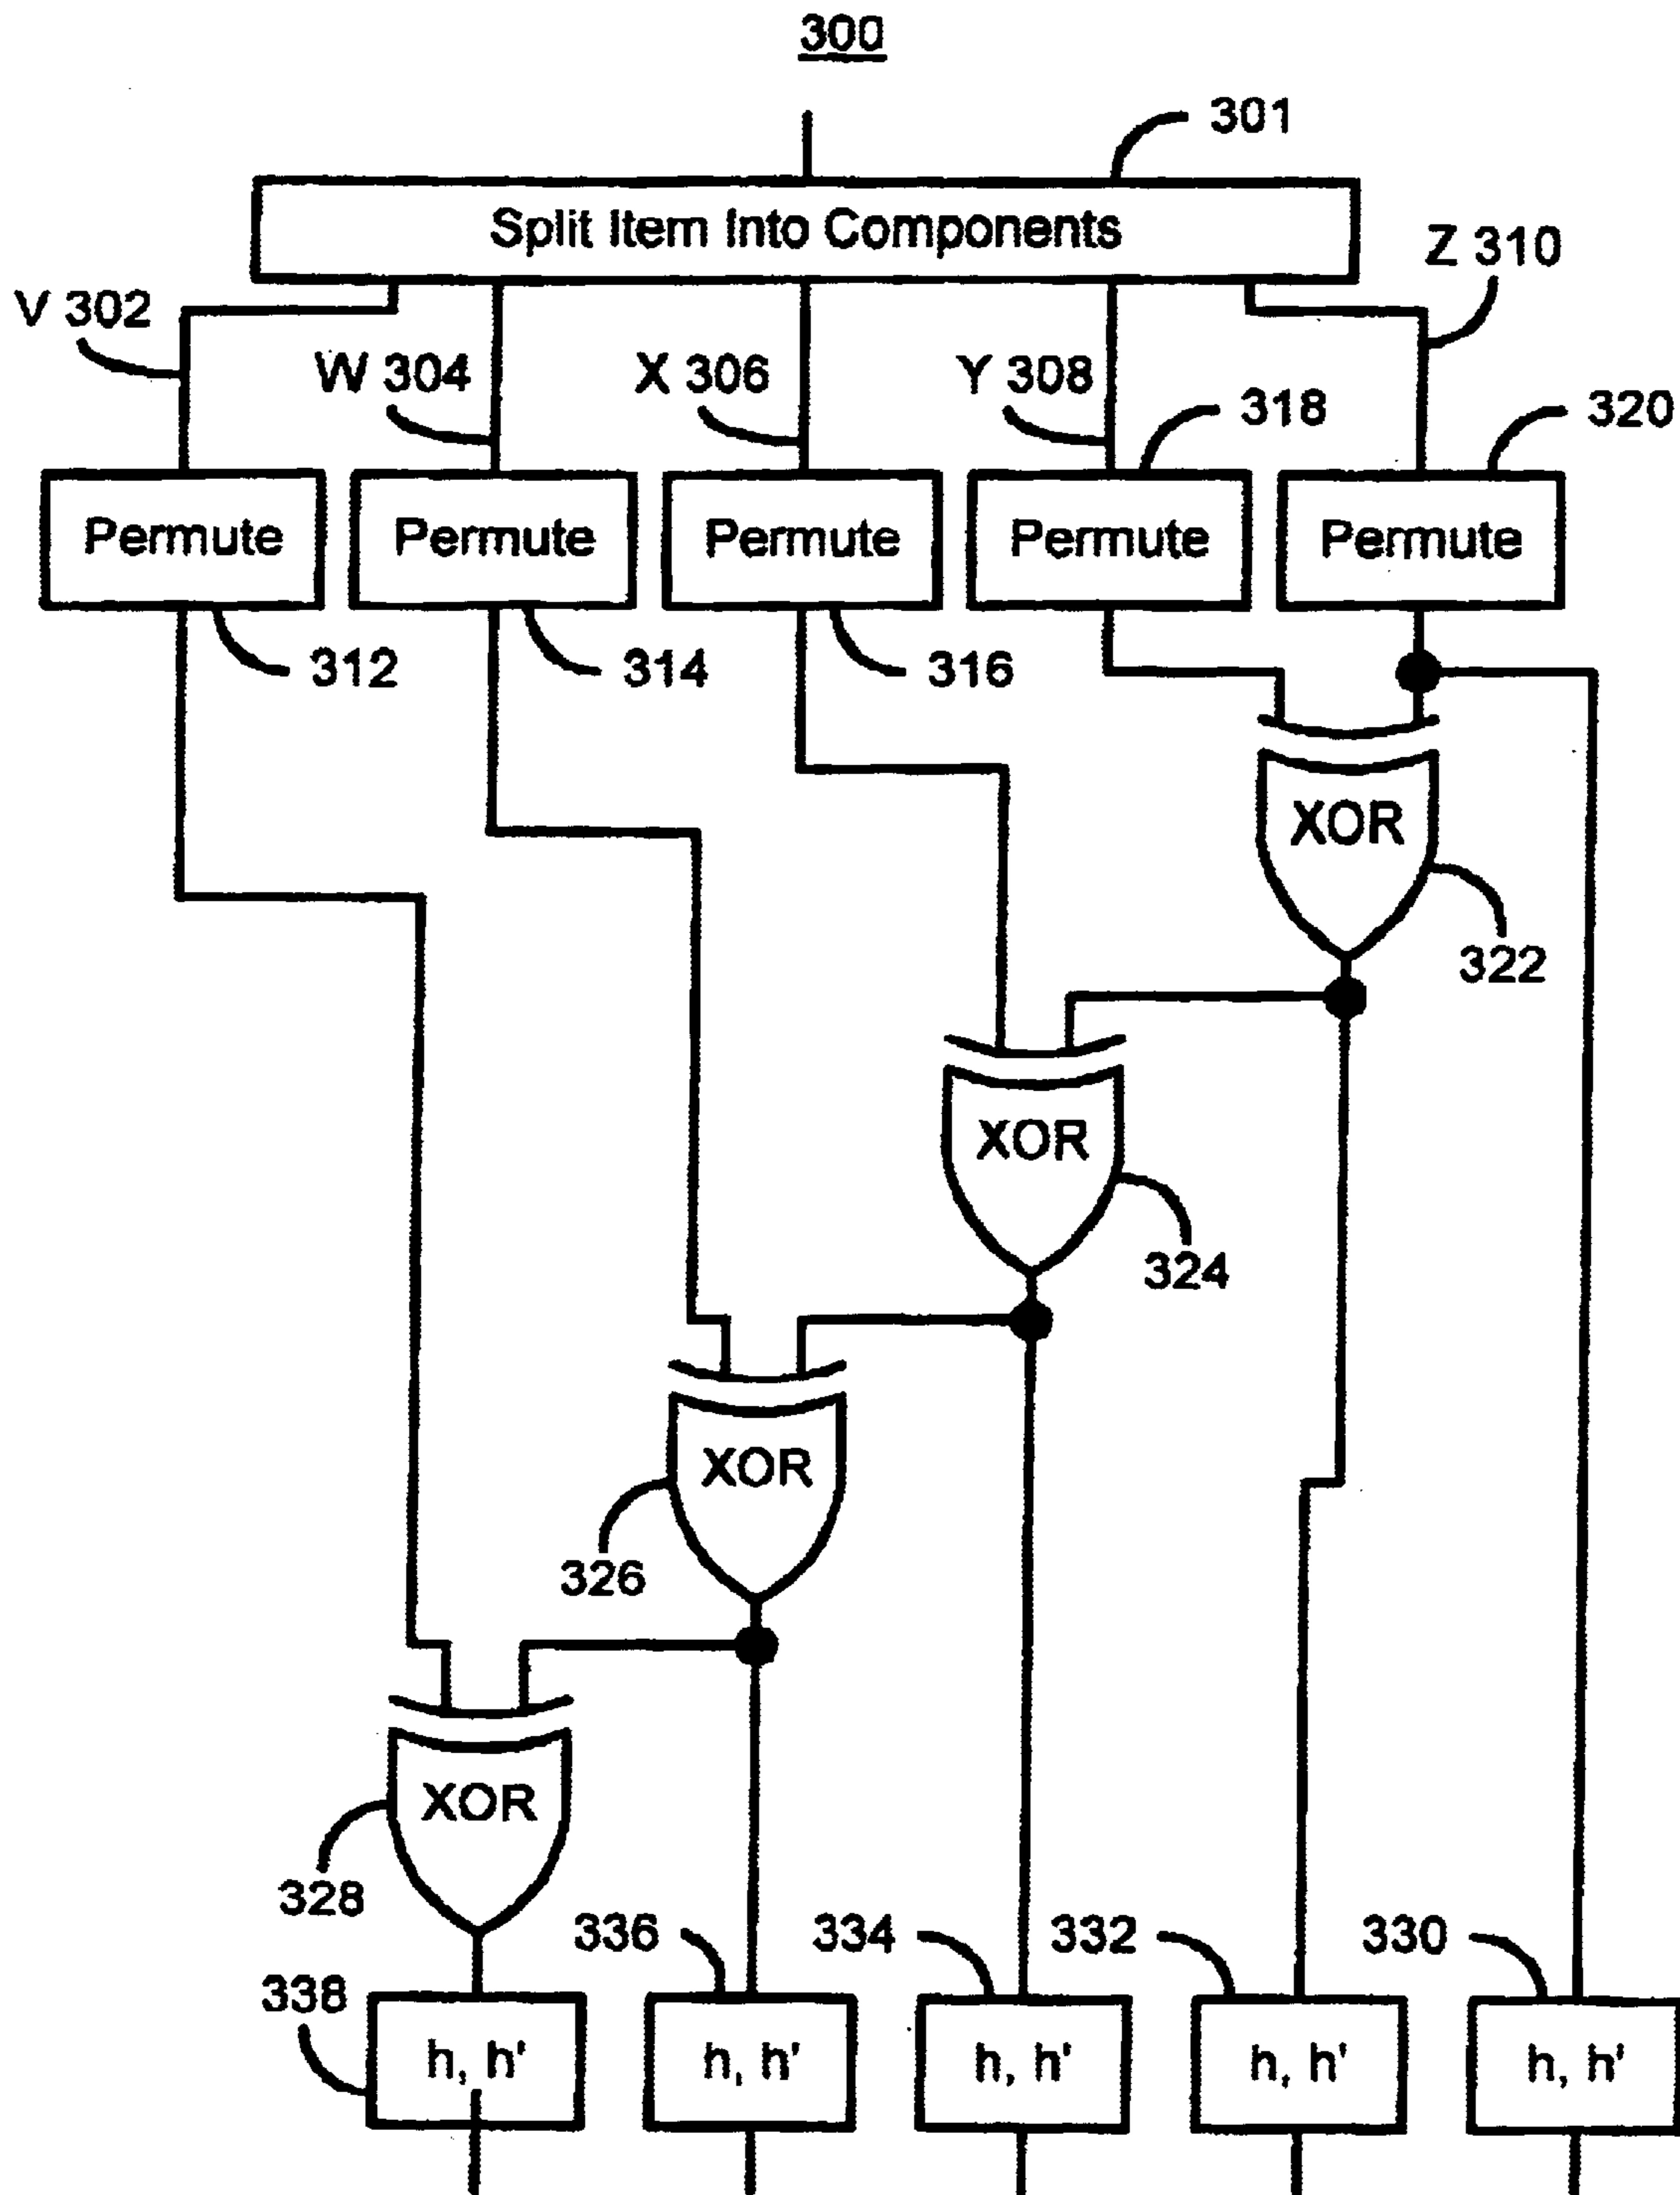 300
301
Split Item Into Components
Z 310
V 302
W 304
X 306
Y 308
318
320
Permute
Permute
Permute
Permute
Permute
312
314
316
XOR
322
XOR
324
XOR
326
XOR
328
336
334
332
330
338
h, h'
h, h'
h, h'
h, h'
h, h'